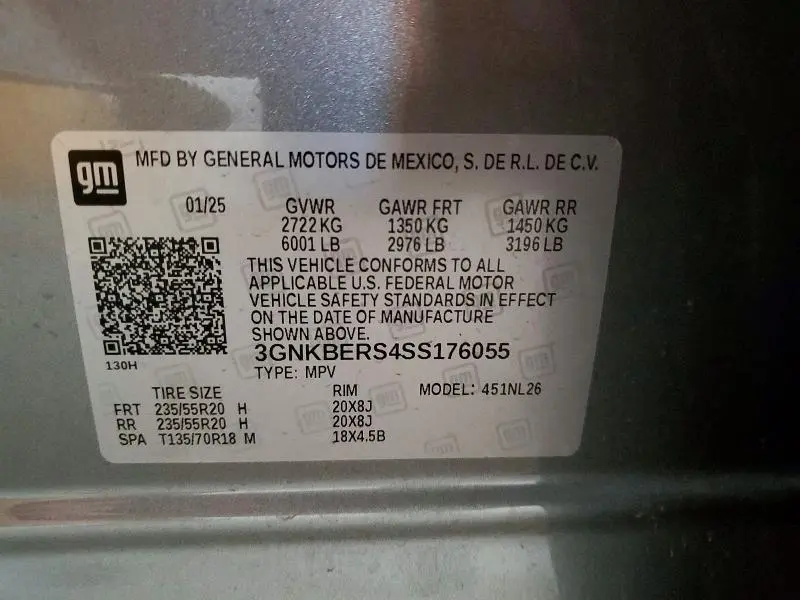 gm MFD BY GENERAL MOTORS DE MEXICO, S. DE R.L. DE C.V.
01/25 GVWR GAWR FRT GAWR RR
2722 KG 1350 KG 1450 KG
6001 LB 2976 LB 3196 LB
THIS VEHICLE CONFORMS TO ALL
APPLICABLE U.S. FEDERAL MOTOR
VEHICLE SAFETY STANDARDS IN EFFECT
ON THE DATE OF MANUFACTURE
SHOWN ABOVE.
3GNKBERS4SS176055
130H
TYPE: MPV
TIRE SIZE RIM MODEL: 451NL26
FRT 235/55R20 H 20X8J
RR 235/55R20 H 20X8J
SPA T135/70R18 M 18X4.5B